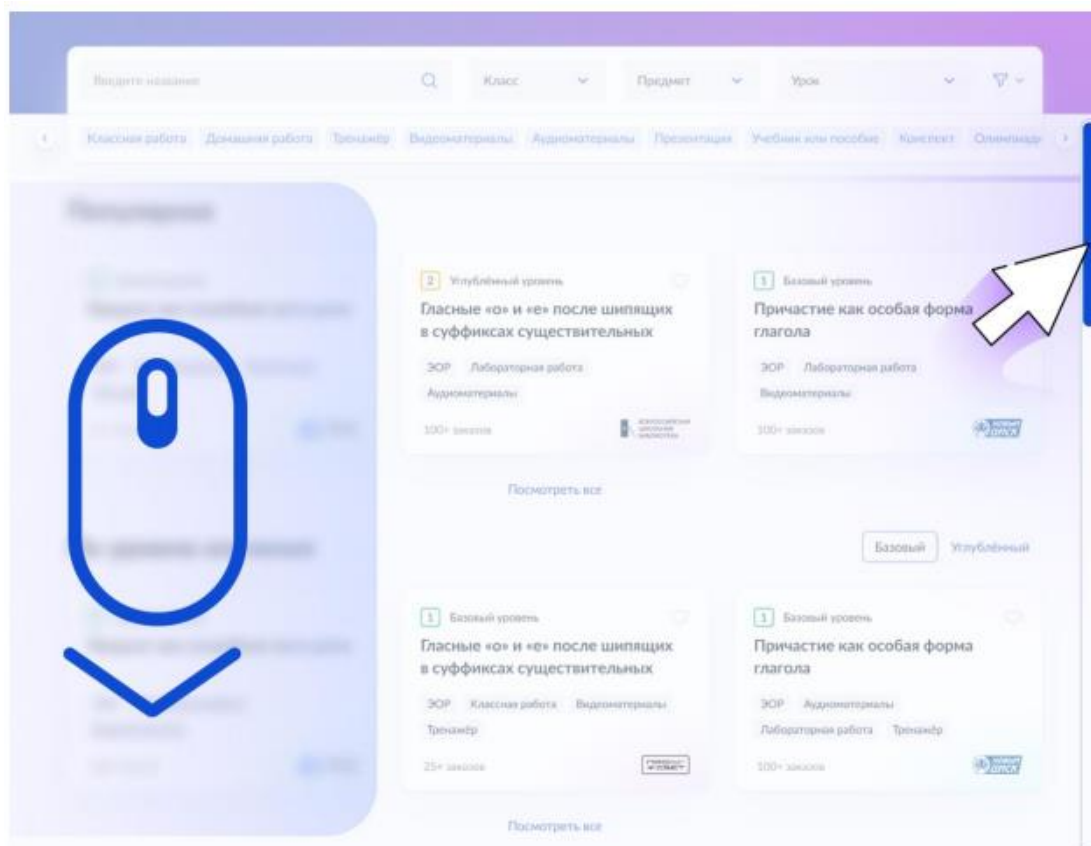 Введите название Класс Предмет Урок
Классная работа Домашняя работа Тренажёр Видеоматериалы Аудиоматериалы Презентация Учебник или пособие Конспект Олимпиады
Популярное
2 Углублённый уровень
Гласные «о» и «е» после шипящих
в суффиксах существительных
ЭОР Лабораторная работа
Аудиоматериалы
100+ заказов
1 Базовый уровень
Причастие как особая форма
глагола
ЭОР Лабораторная работа
Видеоматериалы
100+ заказов
Посмотреть все
Базовый Углублённый
1 Базовый уровень
Гласные «о» и «е» после шипящих
в суффиксах существительных
ЭОР Классная работа Видеоматериалы
Тренажёр
25+ заказов
1 Базовый уровень
Причастие как особая форма
глагола
ЭОР Аудиоматериалы
Лабораторная работа Тренажёр
100+ заказов
Посмотреть все